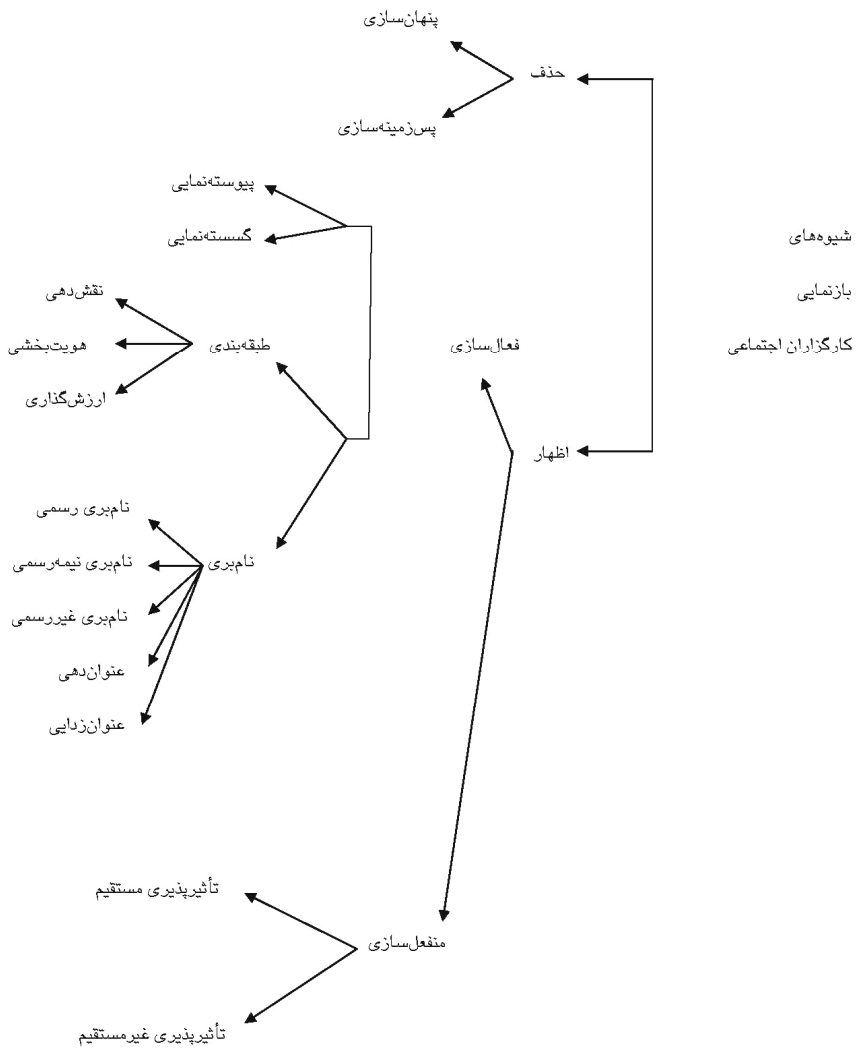 پنهان‌سازی
حذف
پس‌زمینه‌سازی
پیوسته‌نمایی
شیوه‌های
گسسته‌نمایی
بازنمایی
نقش‌دهی
کارگزاران اجتماعی
فعال‌سازی
طبقه‌بندی
هویت‌بخشی
ارزش‌گذاری
اظهار
نام‌بری رسمی
نام‌بری
نام‌بری نیمه‌رسمی
نام‌بری غیررسمی
عنوان‌دهی
عنوان‌زدایی
تأثیرپذیری مستقیم
منفعل‌سازی
تأثیرپذیری غیرمستقیم